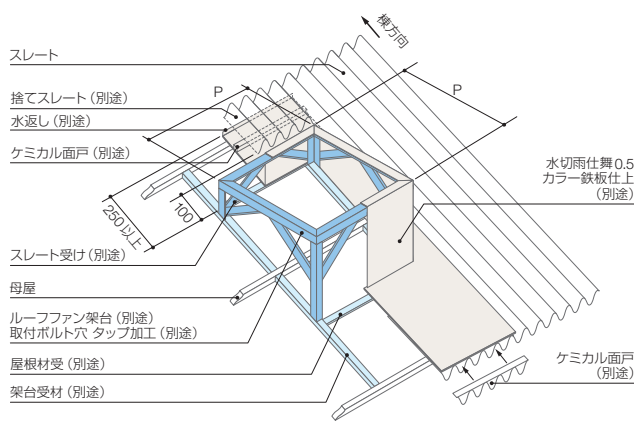 棟方向
スレート
P
P
捨てスレート（別途）
水返し（別途）
ケミカル面戸（別途）
水切雨仕舞0.5
カラー鉄板仕上
（別途）
100
250以上
スレート受け（別途）
母屋
ルーフファン架台（別途）
取付ボルト穴 タップ加工（別途）
屋根材受（別途）
架台受材（別途）
ケミカル面戸
（別途）